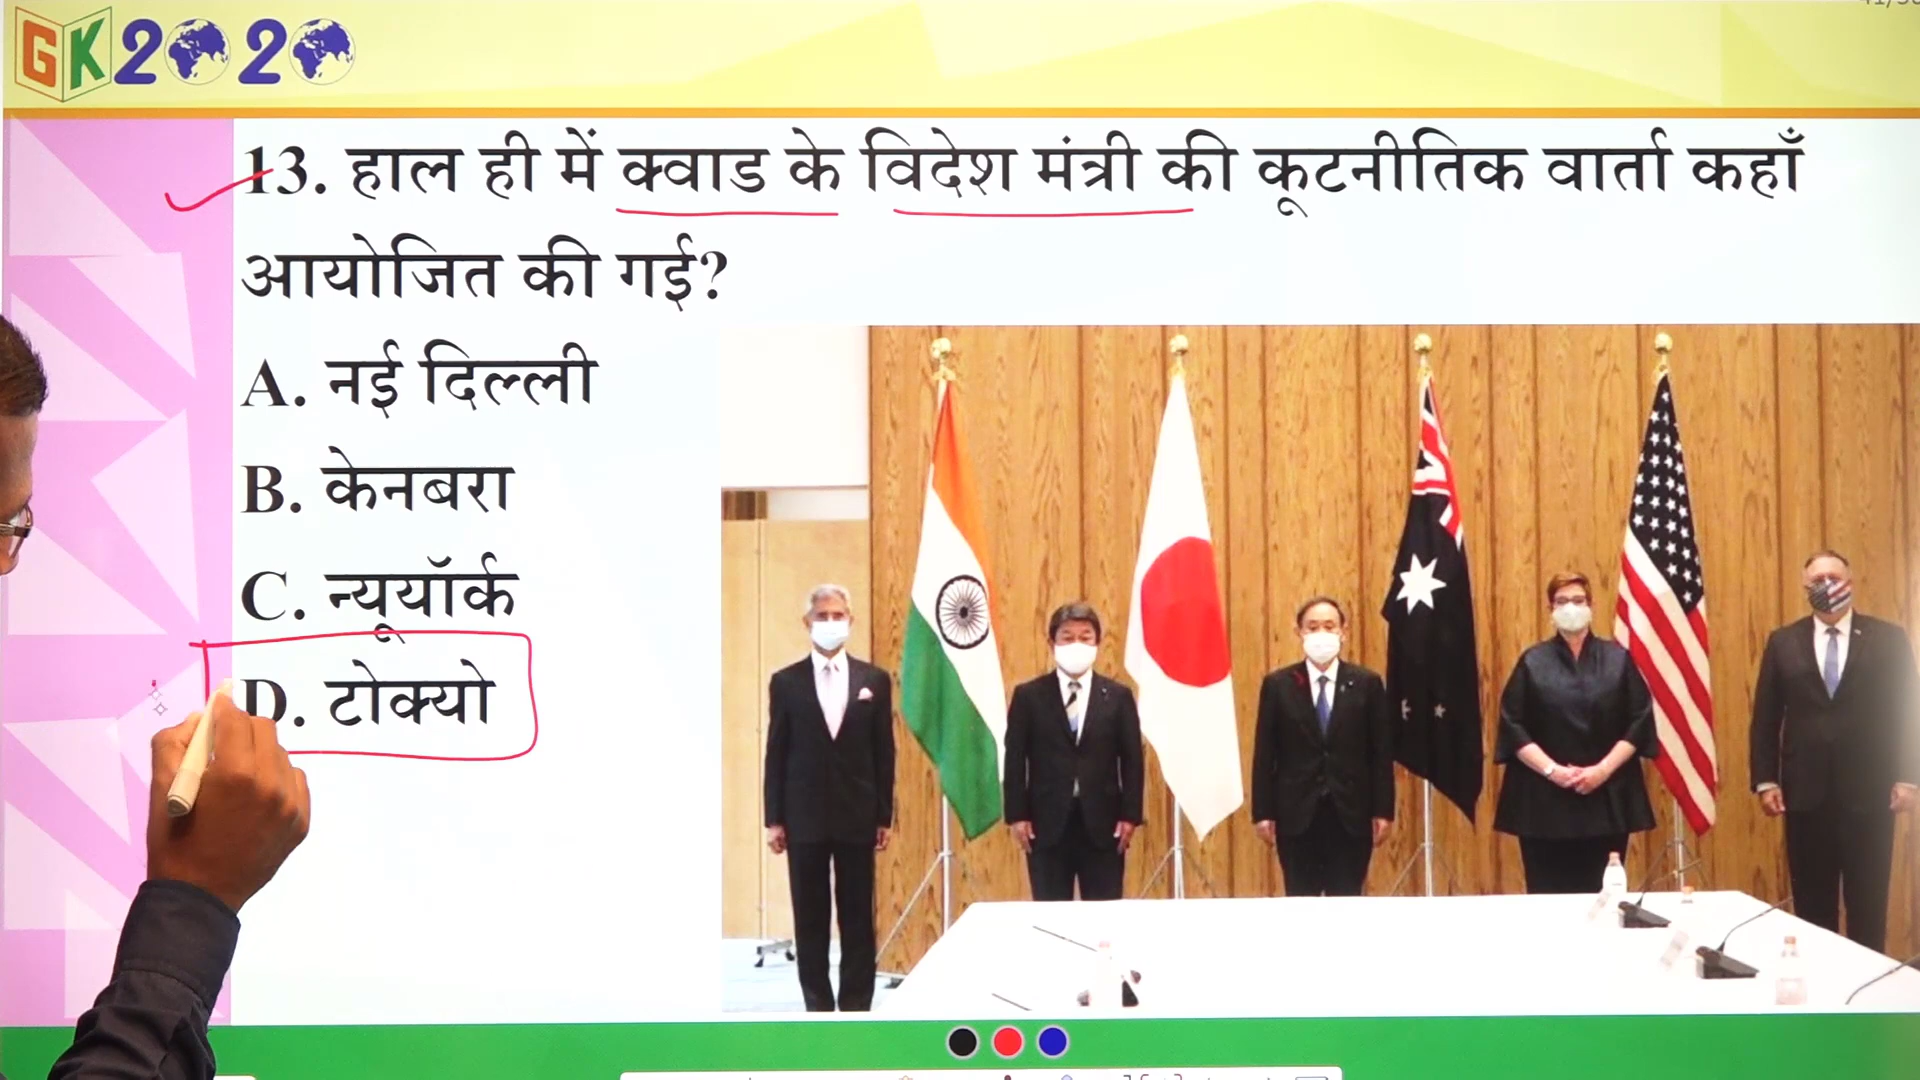 GK2020
13. हाल ही में क्वाड के विदेश मंत्री की कूटनीतिक वार्ता कहाँ
आयोजित की गई?
A. नई दिल्ली
B. केनबरा
C. न्यूयॉर्क
D. टोक्यो